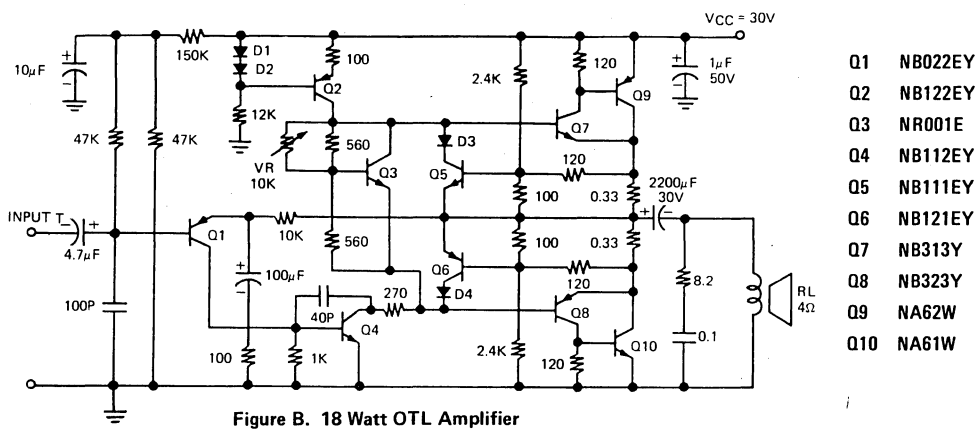 VCC = 30V
150K
D1
D2
100
10μF
+
-
Q2
2.4K
120
Q9
+
-
1μF
50V
12K
Q7
47K
47K
VR
10K
560
Q3
D3
Q5
120
100
0.33
2200μF
30V
+
-
INPUT T
-
+
4.7μF
Q1
10K
100
0.33
560
Q6
120
8.2
RL
4Ω
+
-
100μF
100P
40P
270
D4
Q4
Q8
0.1
100
1K
2.4K
120
Q10
Q1 NB022EY
Q2 NB122EY
Q3 NR001E
Q4 NB112EY
Q5 NB111EY
Q6 NB121EY
Q7 NB313Y
Q8 NB323Y
Q9 NA62W
Q10 NA61W
i
Figure B. 18 Watt OTL Amplifier